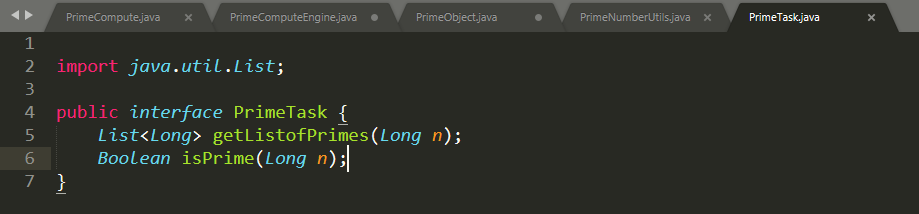 PrimeCompute.java PrimeComputeEngine.java PrimeObject.java PrimeNumberUtils.java PrimeTask.java
1
2 import java.util.List;
3
4 public interface PrimeTask {
5 List<Long> getListofPrimes(Long n);
6 Boolean isPrime(Long n);
7 }